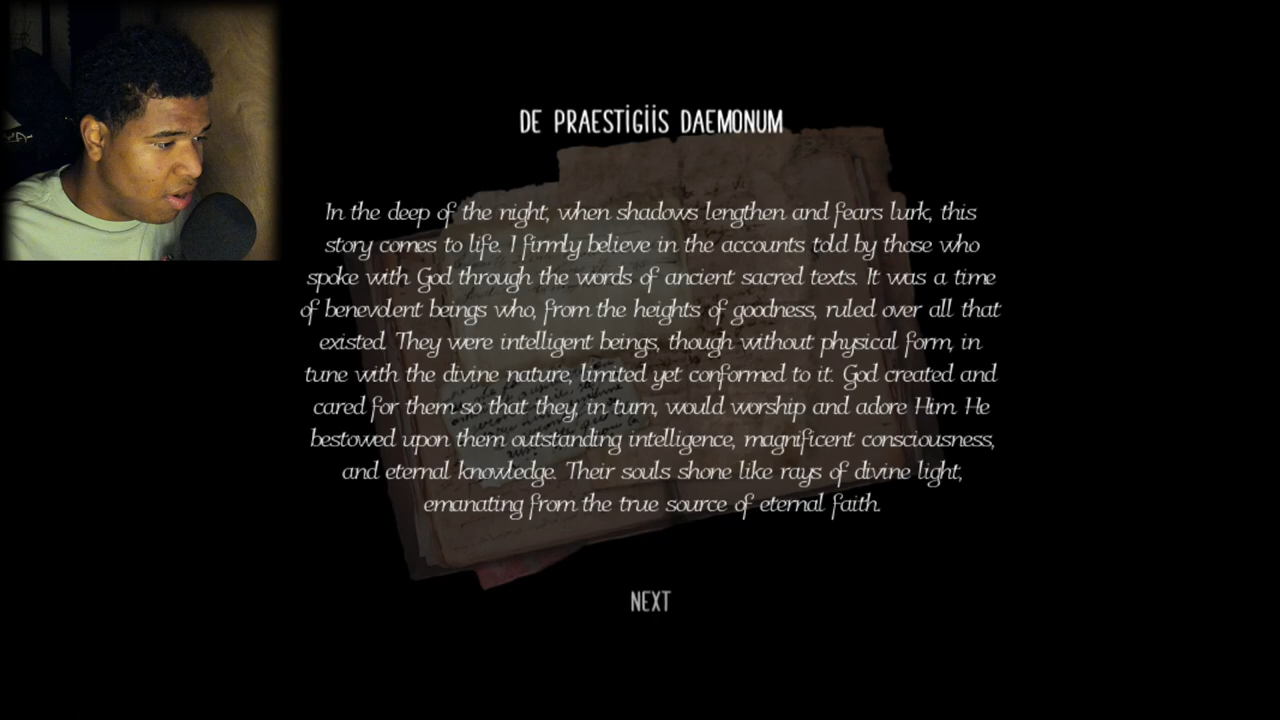 DE PRAESTİGİİS DAEMONUM
In the deep of the night, when shadows lengthen and fears lurk, this
story comes to life. I firmly believe in the accounts told by those who
spoke with God through the words of ancient sacred texts. It was a time
of benevolent beings who, from the heights of goodness, ruled over all that
existed. They were intelligent beings, though without physical form, in
tune with the divine nature, limited yet conformed to it. God created and
cared for them so that they, in turn, would worship and adore Him. He
bestowed upon them outstanding intelligence, magnificent consciousness,
and eternal knowledge. Their souls shone like rays of divine light,
emanating from the true source of eternal faith.
NEXT